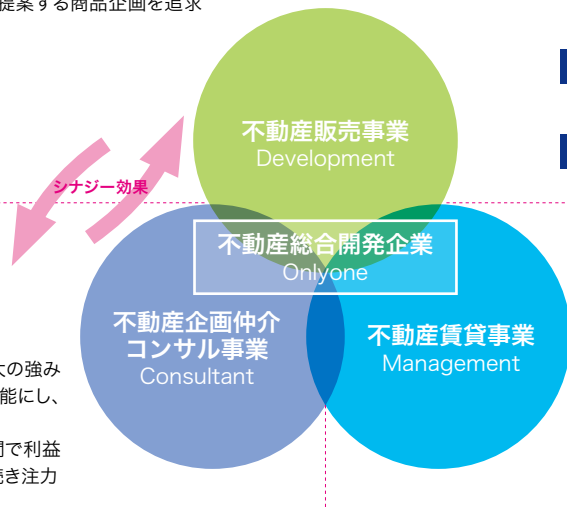 提案する商品企画を追求
不動産販売事業
Development
シナジー効果
不動産総合開発企業
Onlyone
不動産企画仲介
コンサル事業
Consultant
不動産賃貸事業
Management
大の強み
能にし、
間で利益
続き注力